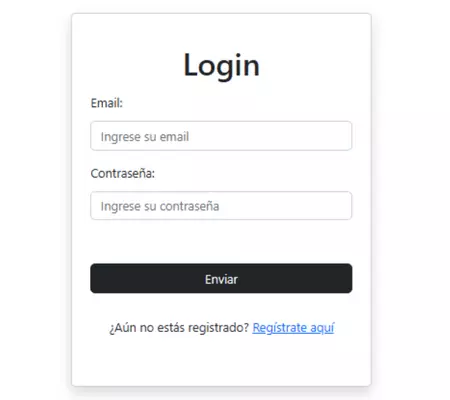 Login
Email:
Ingrese su email
Contraseña:
Ingrese su contraseña
Enviar
¿Aún no estás registrado? Regístrate aquí